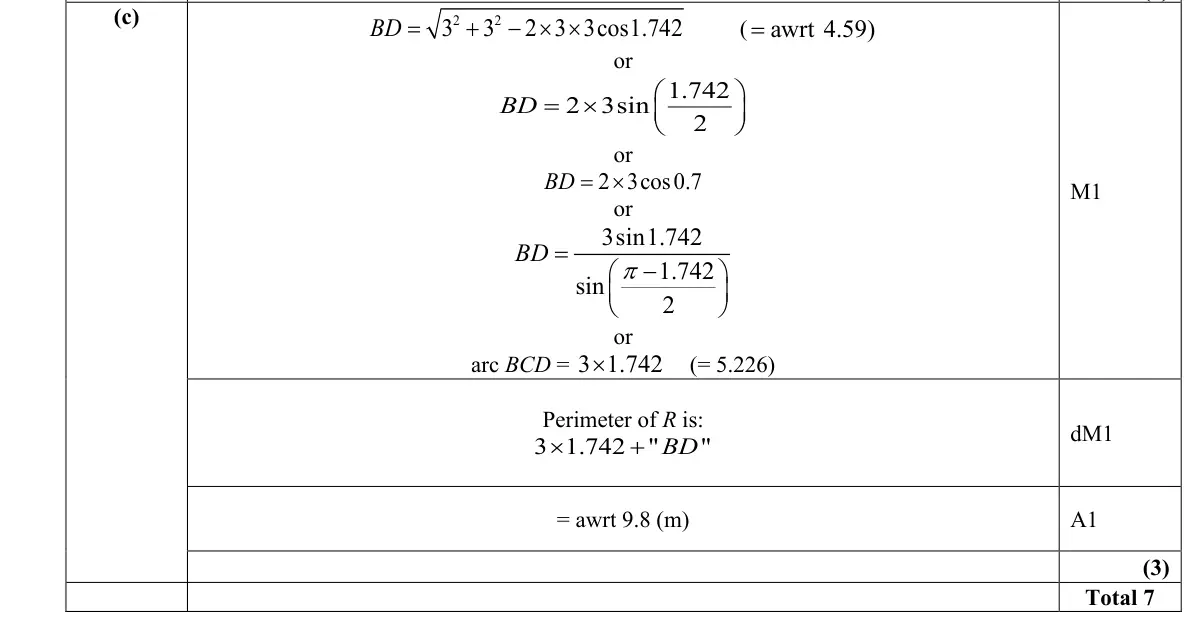 (c)
BD = √(3² + 3² − 2×3×3cos1.742) (= awrt 4.59)
or
BD = 2×3sin(1.742/2)
or
BD = 2×3cos0.7
or
BD = 3sin1.742 / sin((π−1.742)/2)
or
arc BCD = 3×1.742 (= 5.226)
M1
Perimeter of R is:
3×1.742+"BD"
dM1
= awrt 9.8 (m)
A1
(3)
Total 7